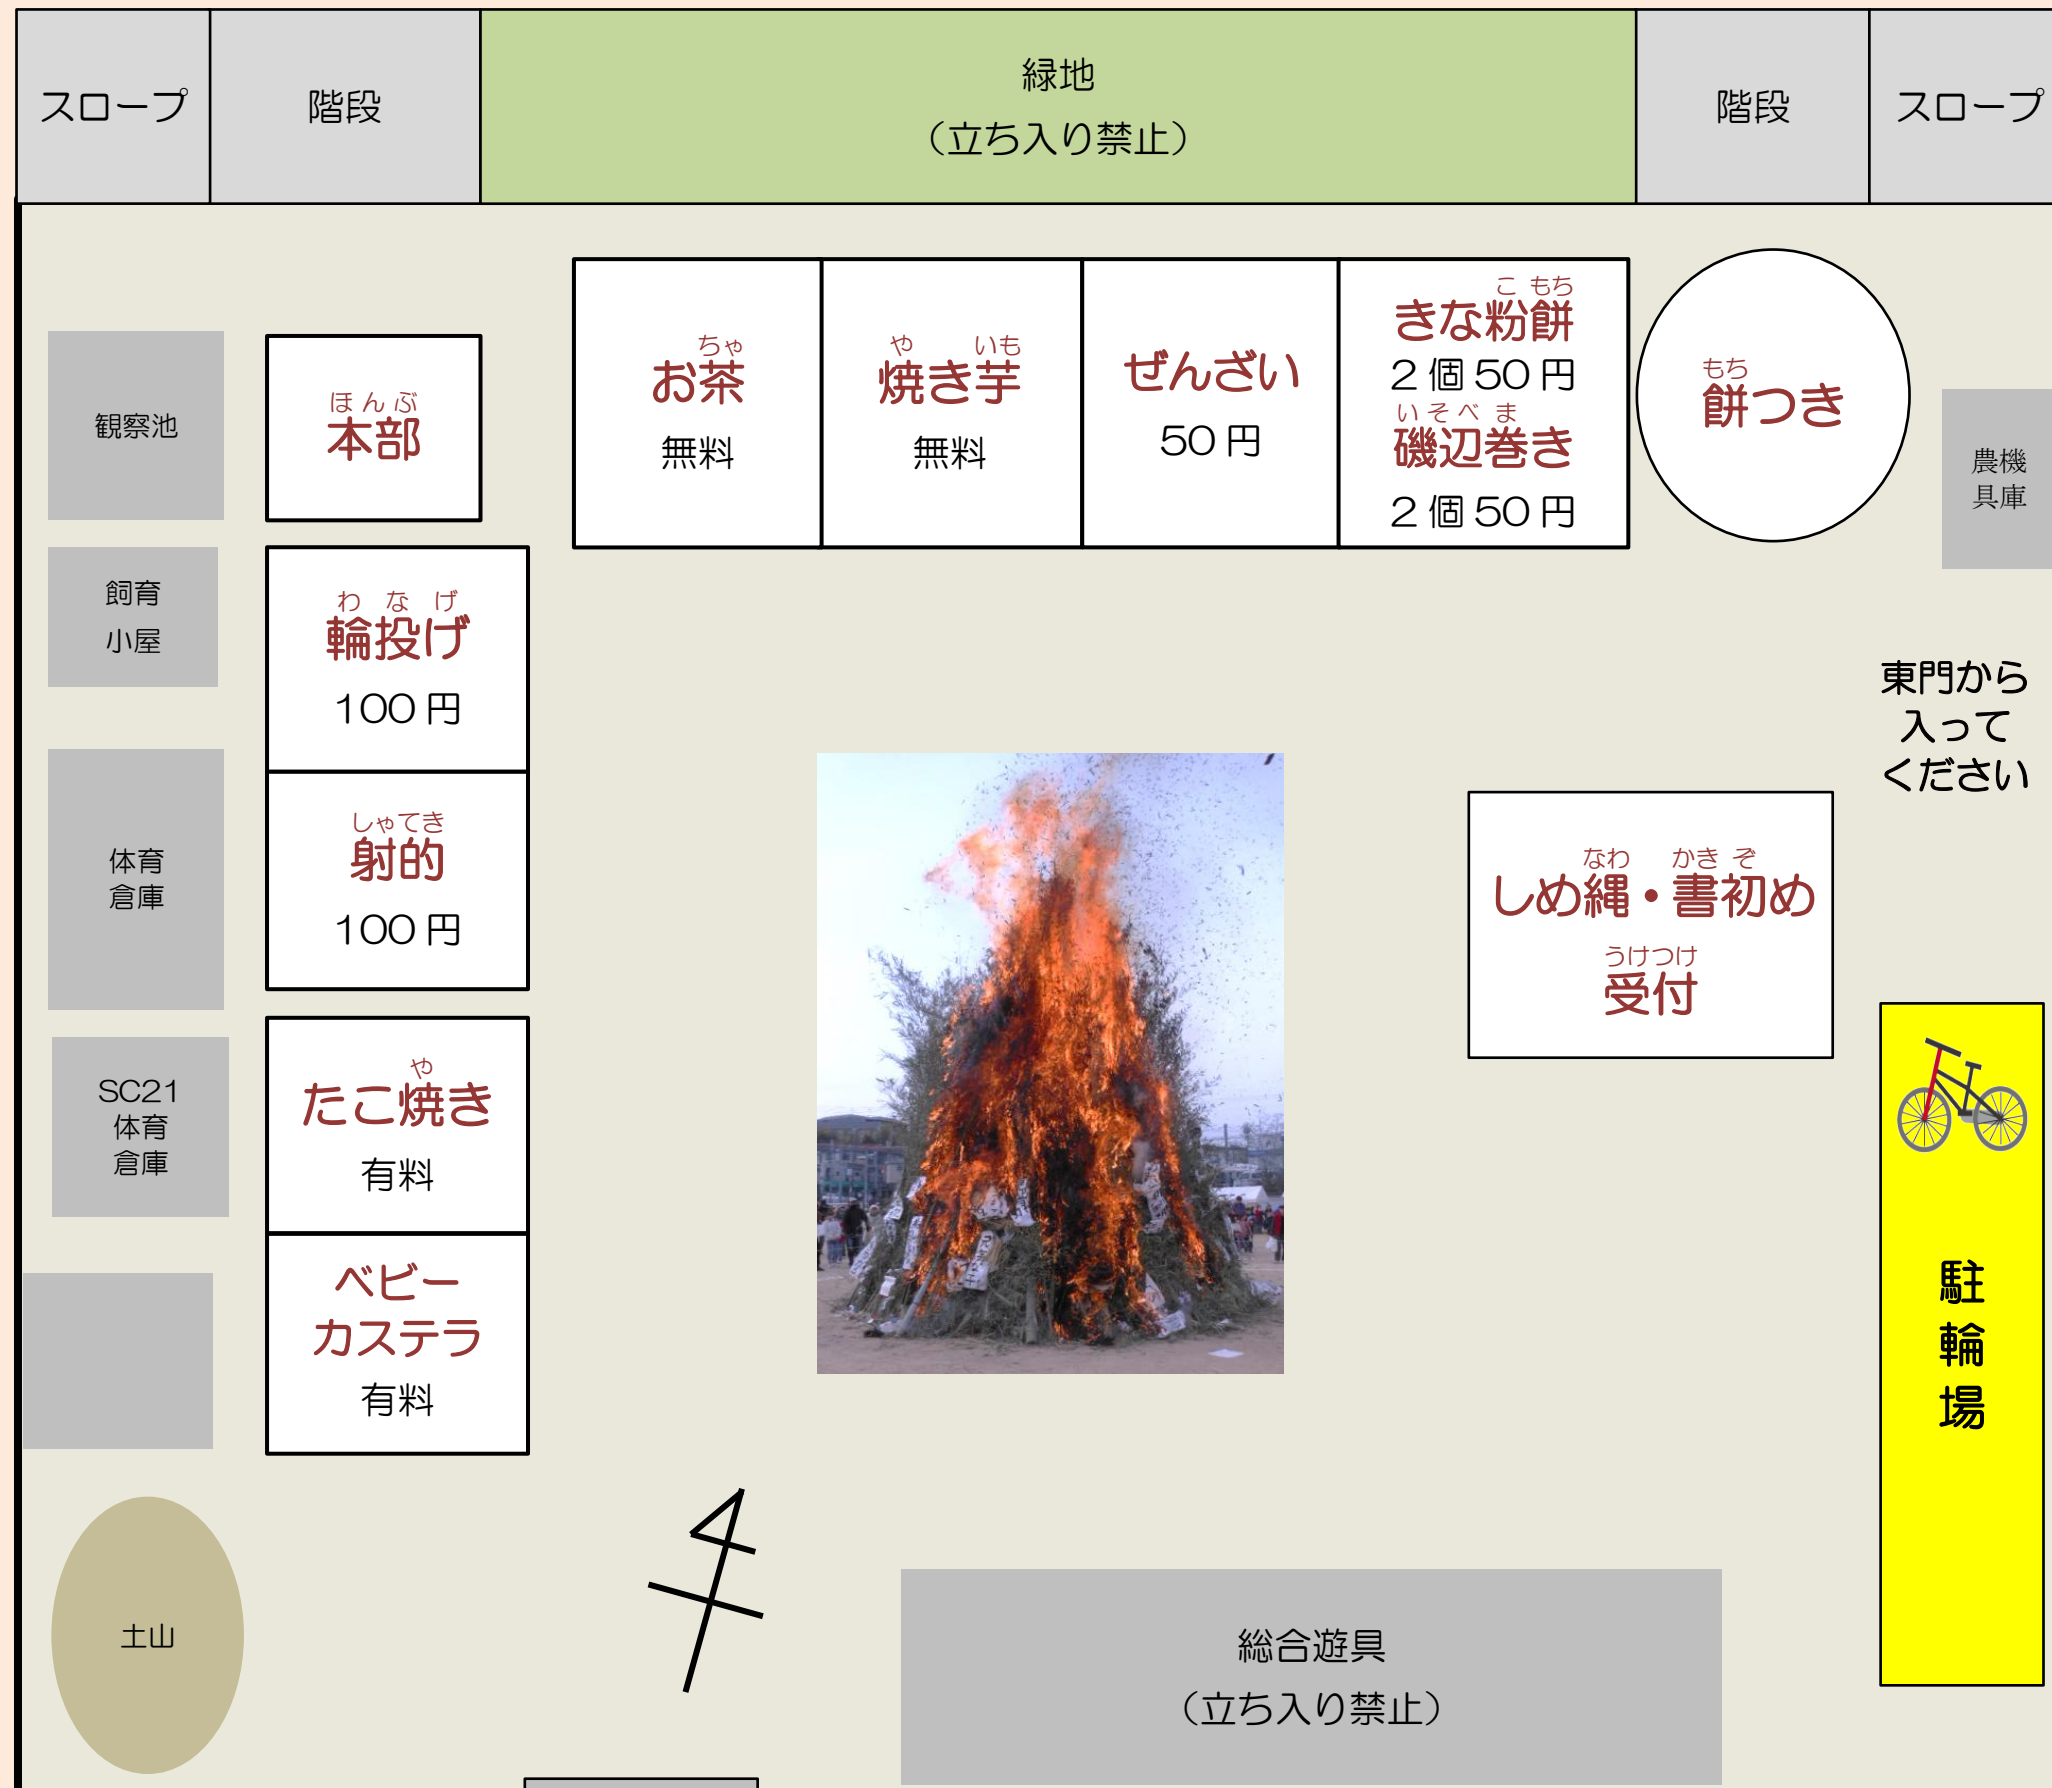 スロープ
階段
緑地
（立ち入り禁止）
階段
スロープ
観察池
ほんぶ
本部
ちゃ
お茶
無料
や いも
焼き芋
無料
ぜんざい
50円
こ もち
きな粉餅
2個50円
いそべ ま
磯辺巻き
2個50円
もち
餅つき
農機
具庫
飼育
小屋
わ な げ
輪投げ
100円
東門から
入って
ください
体育
倉庫
しゃてき
射的
100円
なわ かき ぞ
しめ縄・書初め
うけつけ
受付
SC21
体育
倉庫
や
たこ焼き
有料
ベビー
カステラ
有料
駐
輪
場
土山
総合遊具
（立ち入り禁止）